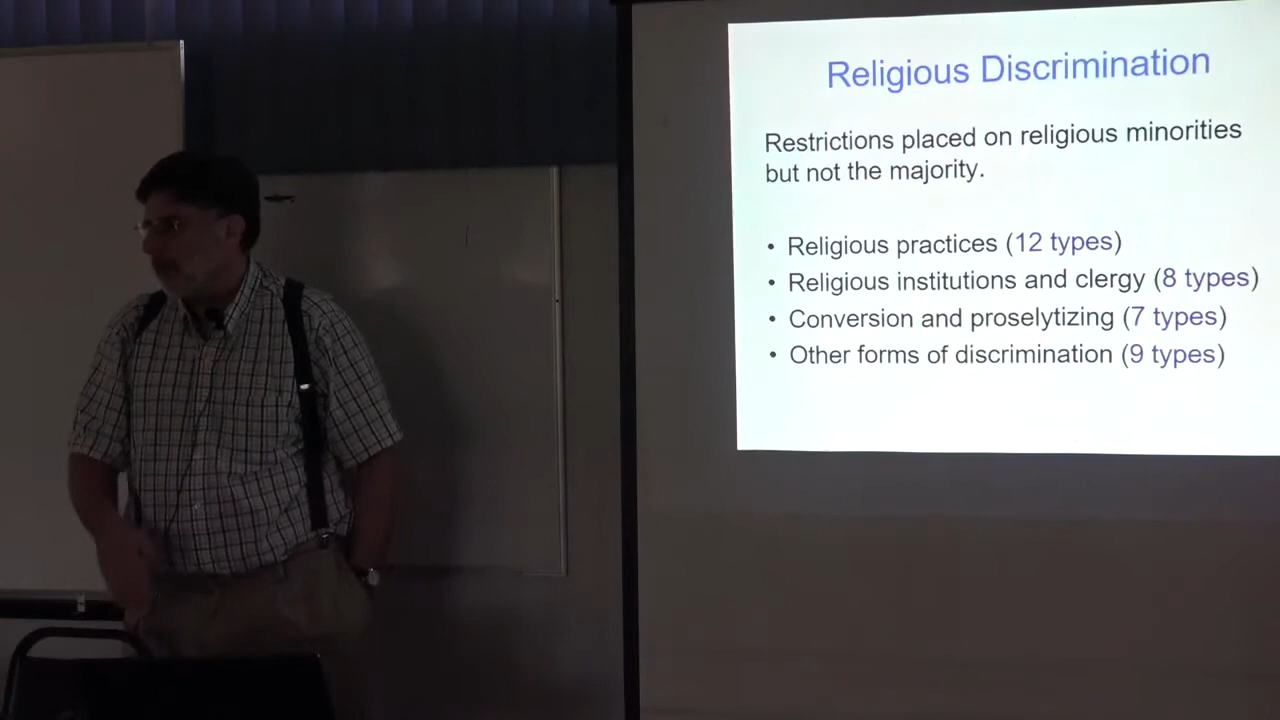 Religious Discrimination
Restrictions placed on religious minorities
but not the majority.
• Religious practices (12 types)
• Religious institutions and clergy (8 types)
• Conversion and proselytizing (7 types)
• Other forms of discrimination (9 types)